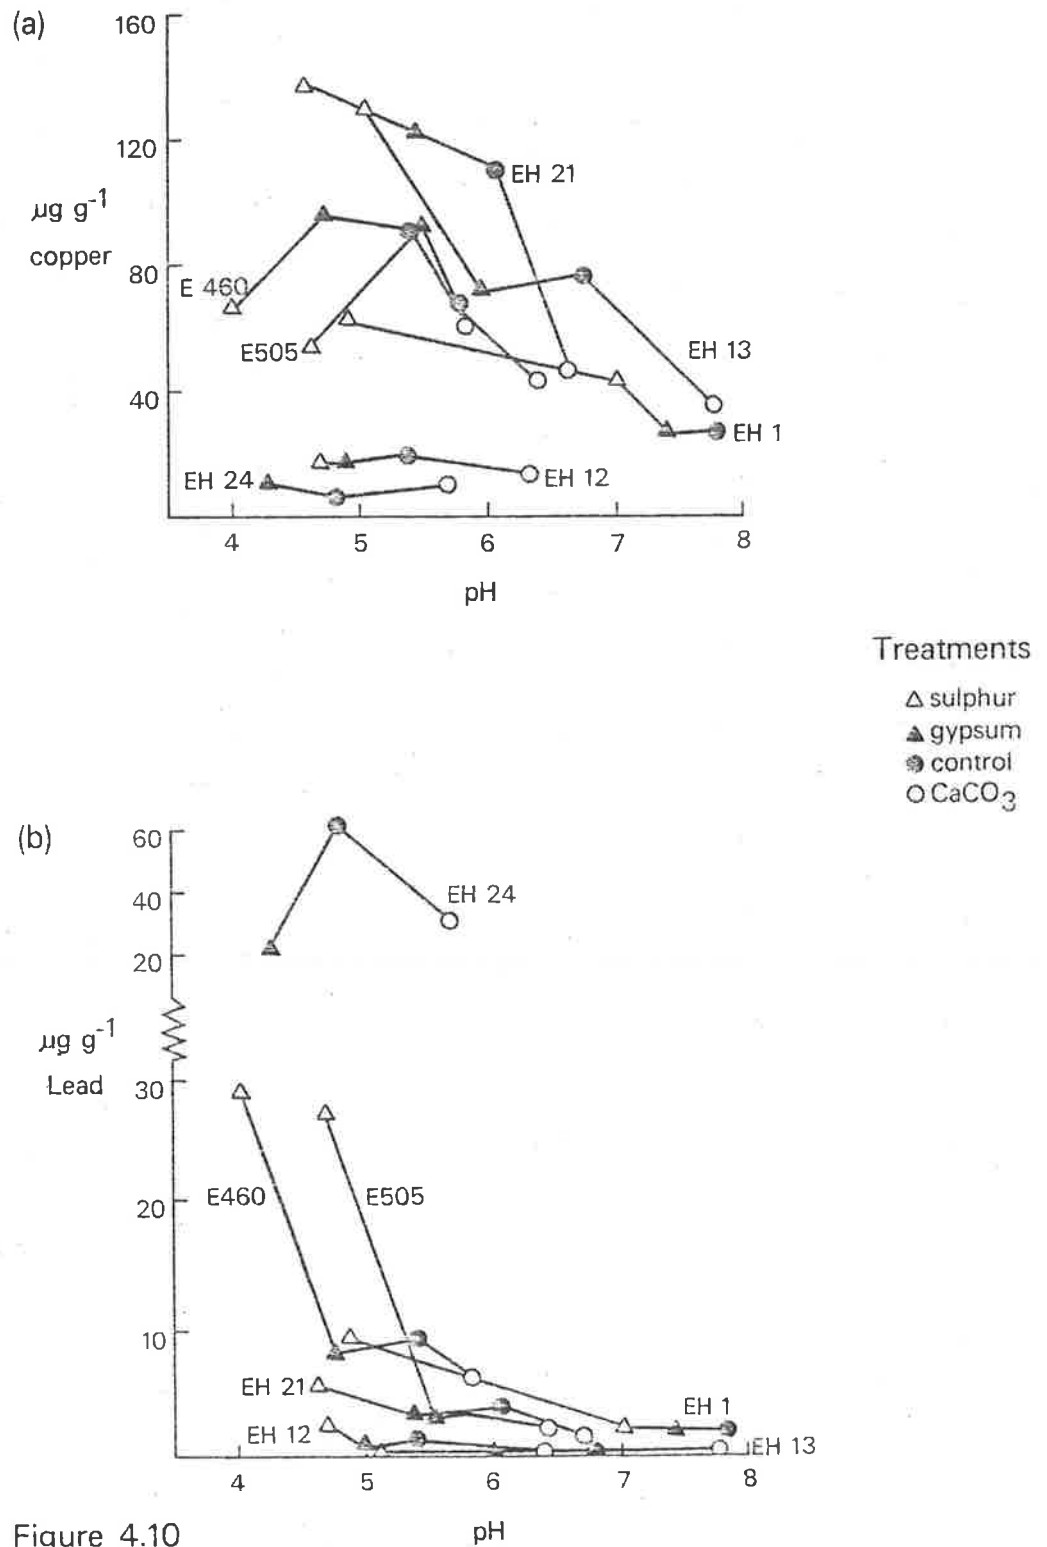 (a)
160
120
80
40
µg g-1
copper
E 460
E505
EH 21
EH 13
EH 1
EH 12
EH 24
4 5 6 7 8
pH
Treatments
△ sulphur
▲ gypsum
● control
○ CaCO3
(b)
60
40
20
30
20
10
µg g-1
Lead
EH 24
E460
E505
EH 21
EH 12
EH 1
EH 13
4 5 6 7 8
pH
Figure 4.10